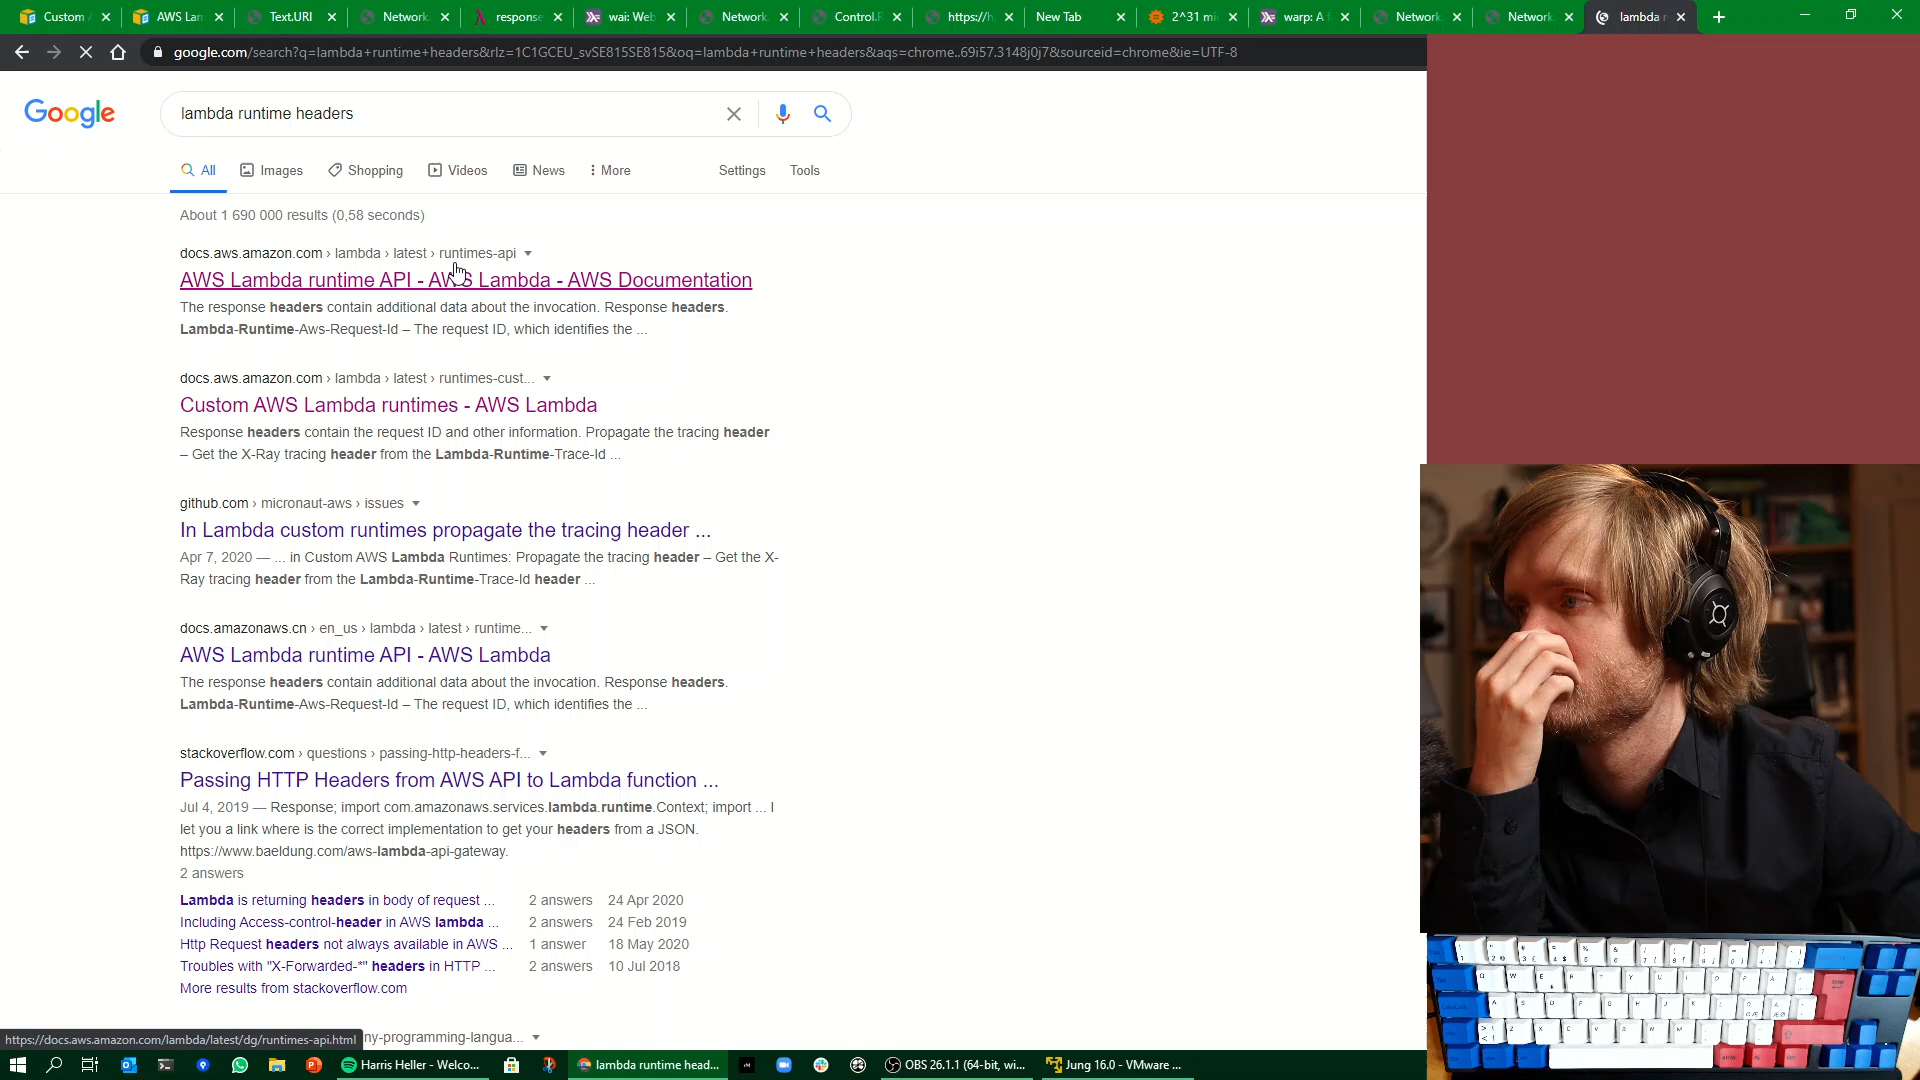 Custom A
AWS Lam
Text.URI
Network.
response
wai: Web
Network.
Control.F
https://h
New Tab
2^31 mi
warp: A f
Network.
Network.
lambda r
google.com/search?q=lambda+runtime+headers&rlz=1C1GCEU_svSE815SE815&oq=lambda+runtime+headers&aqs=chrome..69i57.3148j0j7&sourceid=chrome&ie=UTF-8
Google
lambda runtime headers
All Images Shopping Videos News More Settings Tools
About 1 690 000 results (0,58 seconds)
docs.aws.amazon.com › lambda › latest › runtimes-api
AWS Lambda runtime API - AWS Lambda - AWS Documentation
The response headers contain additional data about the invocation. Response headers.
Lambda-Runtime-Aws-Request-Id – The request ID, which identifies the ...
docs.aws.amazon.com › lambda › latest › runtimes-cust...
Custom AWS Lambda runtimes - AWS Lambda
Response headers contain the request ID and other information. Propagate the tracing header
– Get the X-Ray tracing header from the Lambda-Runtime-Trace-Id ...
github.com › micronaut-aws › issues
In Lambda custom runtimes propagate the tracing header ...
Apr 7, 2020 — ... in Custom AWS Lambda Runtimes: Propagate the tracing header – Get the X-
Ray tracing header from the Lambda-Runtime-Trace-Id header ...
docs.amazonaws.cn › en_us › lambda › latest › runtime...
AWS Lambda runtime API - AWS Lambda
The response headers contain additional data about the invocation. Response headers.
Lambda-Runtime-Aws-Request-Id – The request ID, which identifies the ...
stackoverflow.com › questions › passing-http-headers-f...
Passing HTTP Headers from AWS API to Lambda function ...
Jul 4, 2019 — Response; import com.amazonaws.services.lambda.runtime.Context; import ... I
let you a link where is the correct implementation to get your headers from a JSON.
https://www.baeldung.com/aws-lambda-api-gateway.
2 answers
Lambda is returning headers in body of request ... 2 answers 24 Apr 2020
Including Access-control-header in AWS lambda ... 2 answers 24 Feb 2019
Http Request headers not always available in AWS ... 1 answer 18 May 2020
Troubles with "X-Forwarded-*" headers in HTTP ... 2 answers 10 Jul 2018
More results from stackoverflow.com
https://docs.aws.amazon.com/lambda/latest/dg/runtimes-api.html
ny-programming-langua...
Harris Heller - Welco...
lambda runtime head...
OBS 26.1.1 (64-bit, wi...
Jung 16.0 - VMware ...